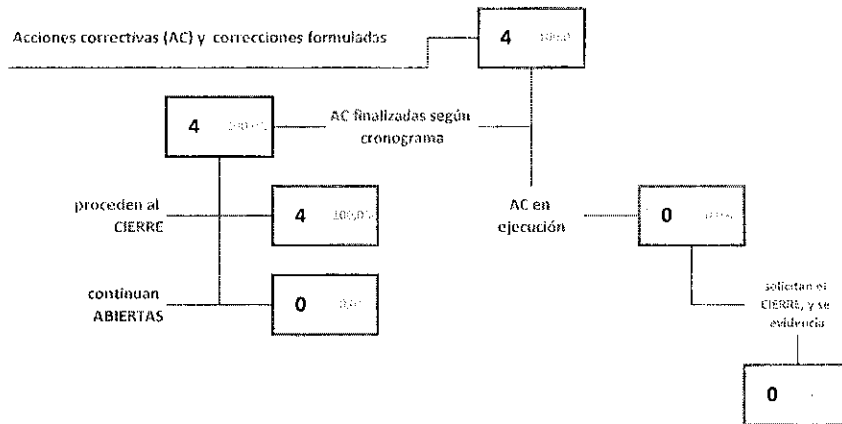 Acciones correctivas (AC) y correcciones formuladas
4
4
AC finalizadas según
cronograma
proceden al
CIERRE
4 100,0%
AC en
ejecución
0
continuan
ABIERTAS
0
solicitan el
CIERRE, y se
evidencia
0 -